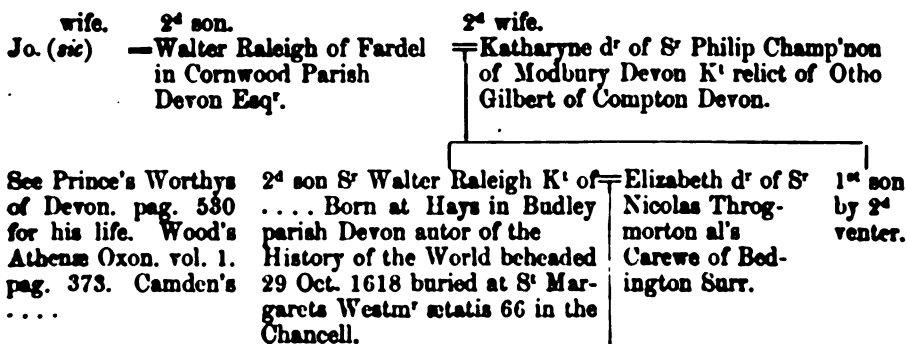 wife. 2ᵈ son. 2ᵈ wife.
Jo. (sic) —Walter Raleigh of Fardel =Katharyne dʳ of Sʳ Philip Champ'non
in Cornwood Parish of Modbury Devon Kᵗ relict of Otho
Devon Esqʳ. Gilbert of Compton Devon.
See Prince's Worthys 2ᵈ son Sʳ Walter Raleigh Kᵗ of= Elizabeth dʳ of Sʳ 1ˢᵗ son
of Devon. pag. 530 .... Born at Hays in Budley Nicolas Throg- by 2ᵈ
for his life. Wood's parish Devon autor of the morton al's venter.
Athenæ Oxon. vol. 1. History of the World beheaded Carewe of Bed-
pag. 373. Camden's 29 Oct. 1618 buried at Sᵗ Mar- ington Surr.
.... garets Westmʳ ætatis 66 in the
Chancell.